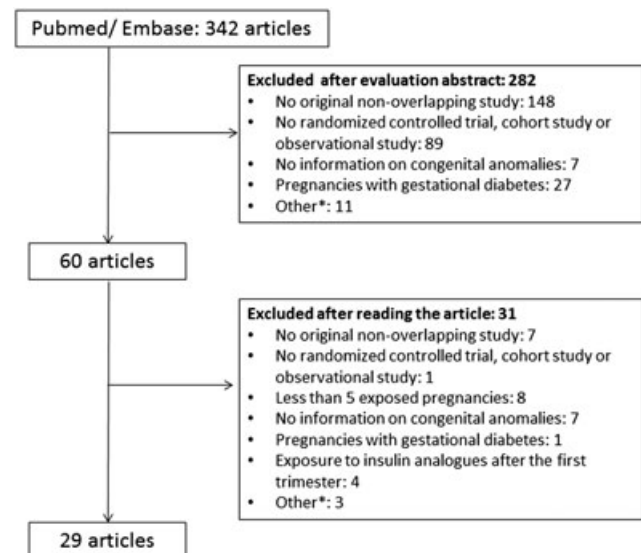 Pubmed/ Embase: 342 articles
Excluded after evaluation abstract: 282
• No original non-overlapping study: 148
• No randomized controlled trial, cohort study or
observational study: 89
• No information on congenital anomalies: 7
• Pregnancies with gestational diabetes: 27
• Other*: 11
60 articles
Excluded after reading the article: 31
• No original non-overlapping study: 7
• No randomized controlled trial, cohort study or
observational study: 1
• Less than 5 exposed pregnancies: 8
• No information on congenital anomalies: 7
• Pregnancies with gestational diabetes: 1
• Exposure to insulin analogues after the first
trimester: 4
• Other*: 3
29 articles